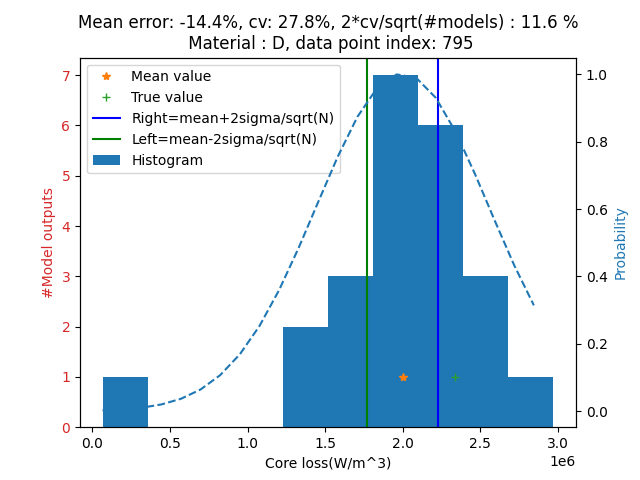 Mean error: -14.4%, cv: 27.8%, 2*cv/sqrt(#models) : 11.6 %
Material : D, data point index: 795
Mean value
True value
Right=mean+2sigma/sqrt(N)
Left=mean-2sigma/sqrt(N)
Histogram
#Model outputs
7
6
5
4
3
2
1
0
Probability
1.0
0.8
0.6
0.4
0.2
0.0
0.0 0.5 1.0 1.5 2.0 2.5 3.0
1e6
Core loss(W/m^3)